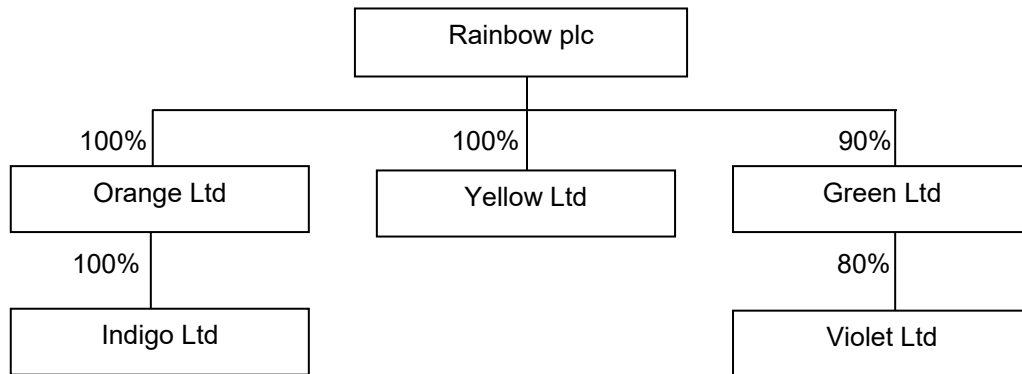 Rainbow plc
100%
100%
90%
Orange Ltd
Yellow Ltd
Green Ltd
100%
80%
Indigo Ltd
Violet Ltd